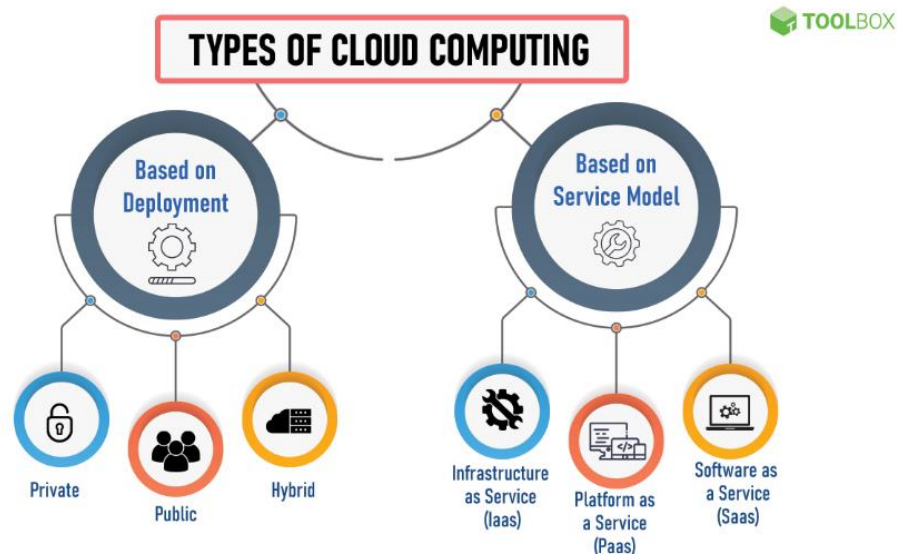 TYPES OF CLOUD COMPUTING
TOOLBOX
Based on
Deployment
Based on
Service Model
Private
Public
Hybrid
Infrastructure
as Service
(Iaas)
Platform as
a Service
(Paas)
Software as
a Service
(Saas)